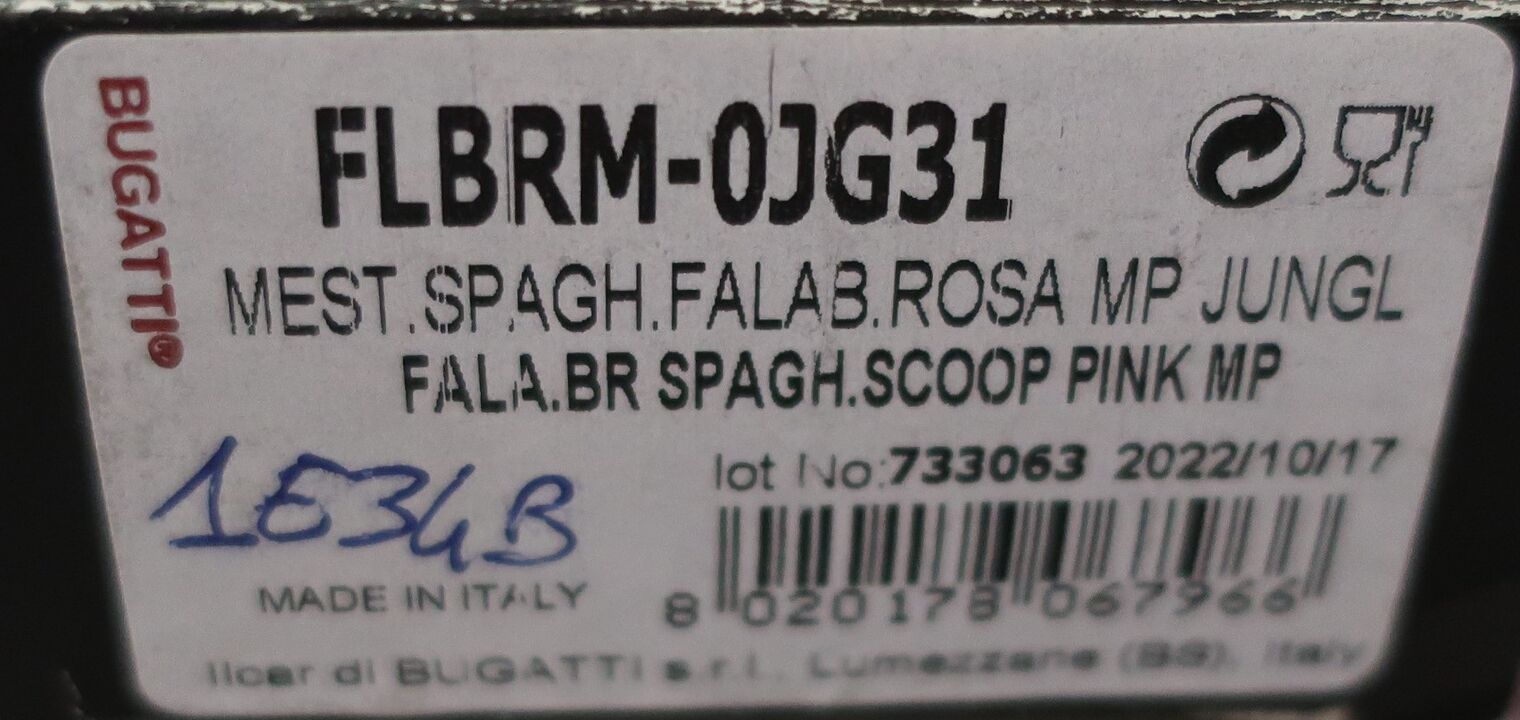 BUGATTI®
FLBRM-0JG31
MEST.SPAGH.FALAB.ROSA MP JUNGL
FALA.BR SPAGH.SCOOP PINK MP
1E34B
lot No:733063 2022/10/17
MADE IN ITALY
8 020178 067966
Ilcar di BUGATTI s.r.l. Lumezzane (BS), Italy